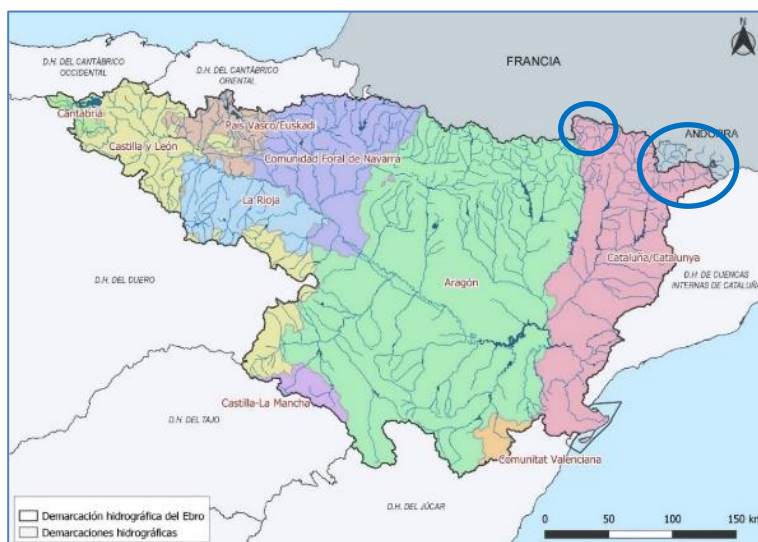 N
D.H. DEL CANTÁBRICO
OCCIDENTAL
D.H. DEL CANTÁBRICO
ORIENTAL
FRANCIA
Cantabria
País Vasco/Euskadi
ANDORRA
Castilla y León
Comunidad Foral de Navarra
La Rioja
Cataluña/Catalunya
D.H. DE CUENCAS
INTERNAS DE CATALUÑA
D.H. DEL DUERO
Aragón
Castilla-La Mancha
D.H. DEL TAJO
Comunitat Valenciana
D.H. DEL JÚCAR
Demarcación hidrográfica del Ebro
Demarcaciones hidrográficas
0 50 100 150 km